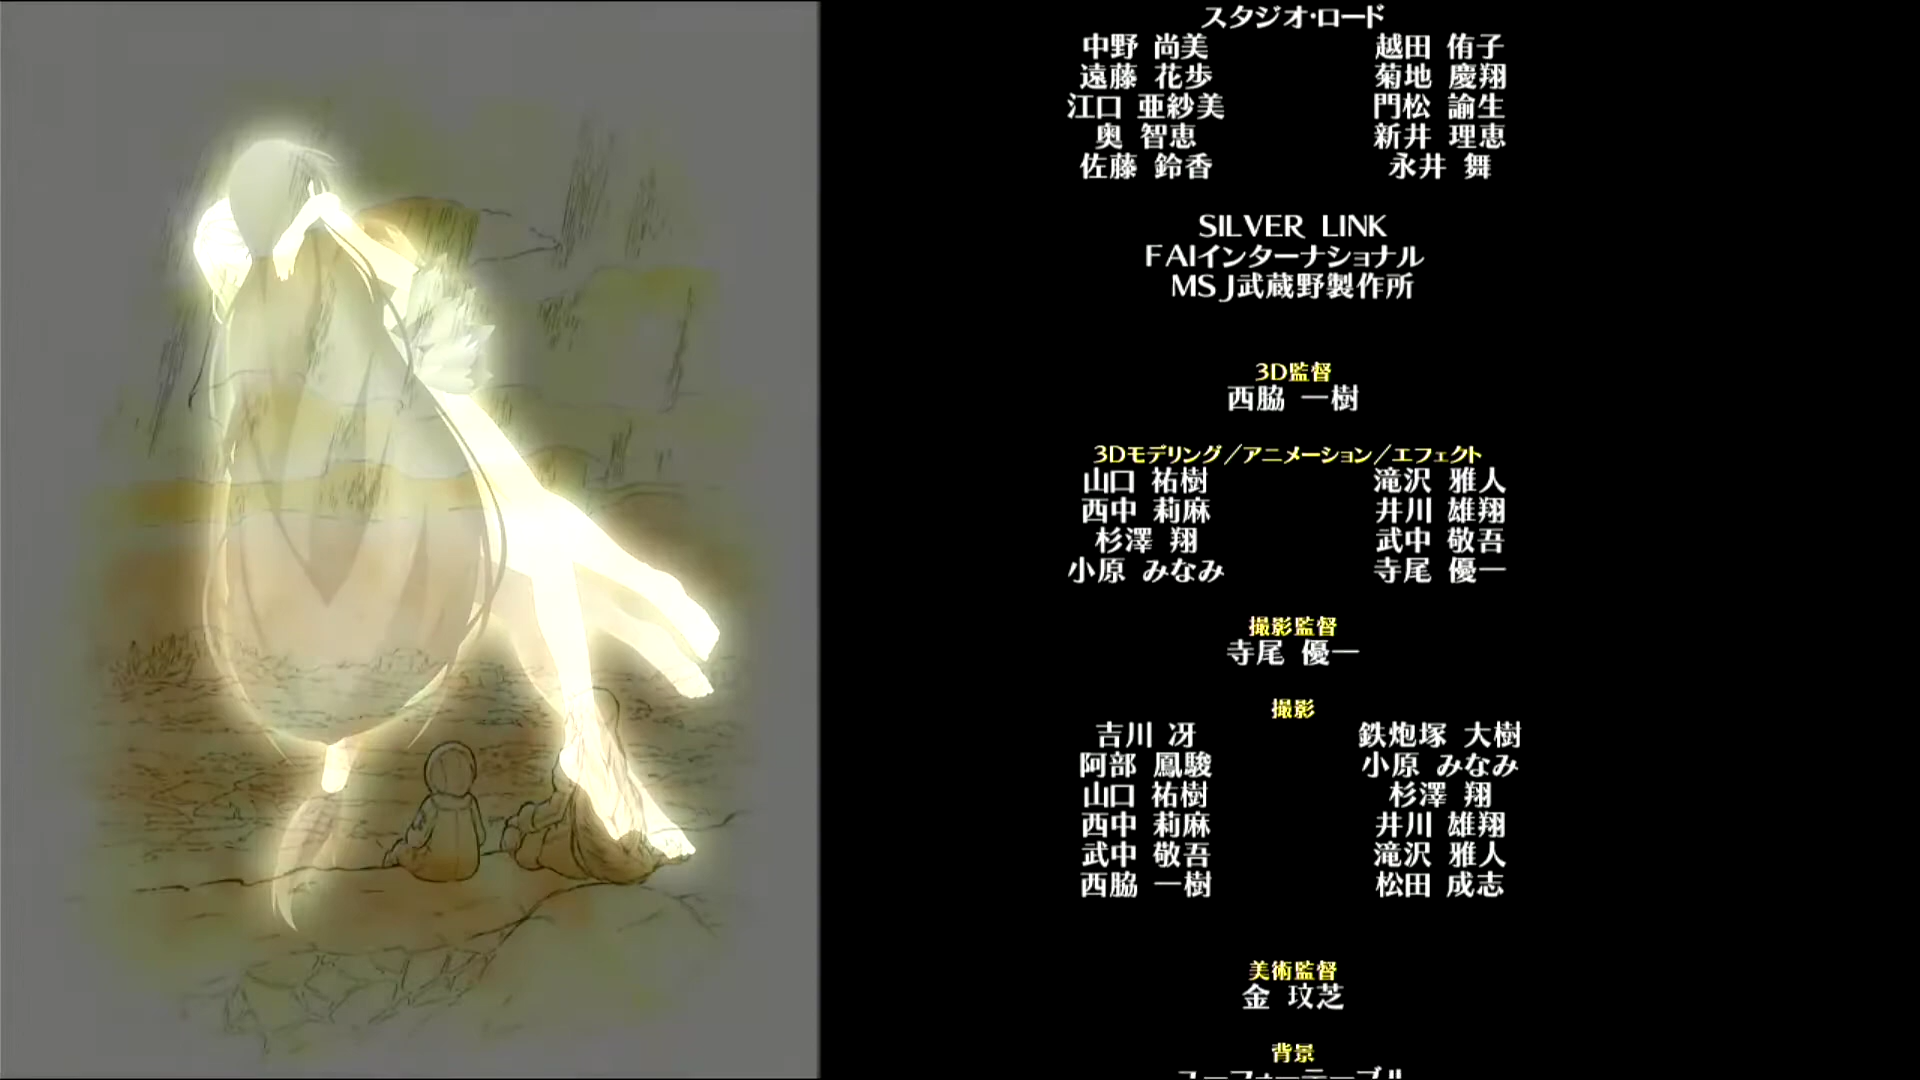 スタジオ・ロード
中野 尚美 越田 侑子
遠藤 花歩 菊地 慶翔
江口 亜紗美 門松 諭生
奥 智恵 新井 理恵
佐藤 鈴香 永井 舞
SILVER LINK
FAIインターナショナル
MSJ武蔵野製作所
3D監督
西脇 一樹
3Dモデリング／アニメーション／エフェクト
山口 祐樹 滝沢 雅人
西中 莉麻 井川 雄翔
杉澤 翔 武中 敬吾
小原 みなみ 寺尾 優一
撮影監督
寺尾 優一
撮影
吉川 冴 鉄炮塚 大樹
阿部 鳳駿 小原 みなみ
山口 祐樹 杉澤 翔
西中 莉麻 井川 雄翔
武中 敬吾 滝沢 雅人
西脇 一樹 松田 成志
美術監督
金 玟芝
背景
ユーフォーテーブル